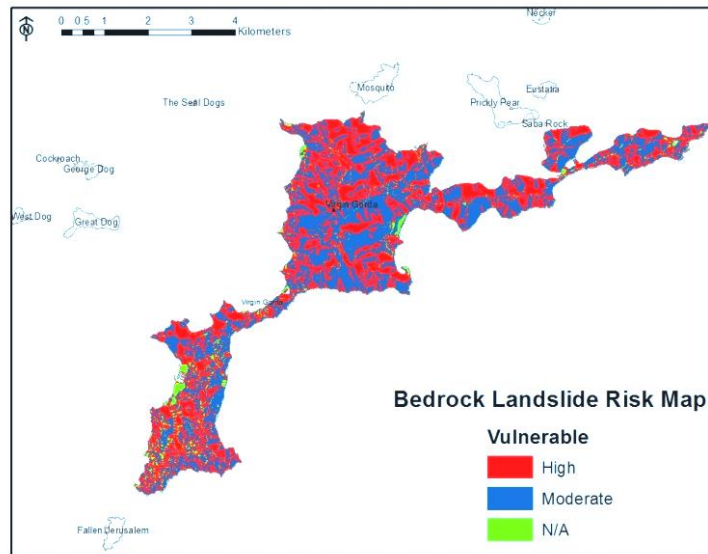 N
0 0.5 1 2 3 4
Kilometers
Necker
Mosquito
Eustatia
The Seal Dogs
Prickly Pear
Saba Rock
Cockroach
George Dog
West Dog
Great Dog
Virgin Gorda
Virgin Gorda
Fallen Jerusalem
Bedrock Landslide Risk Map
Vulnerable
High
Moderate
N/A